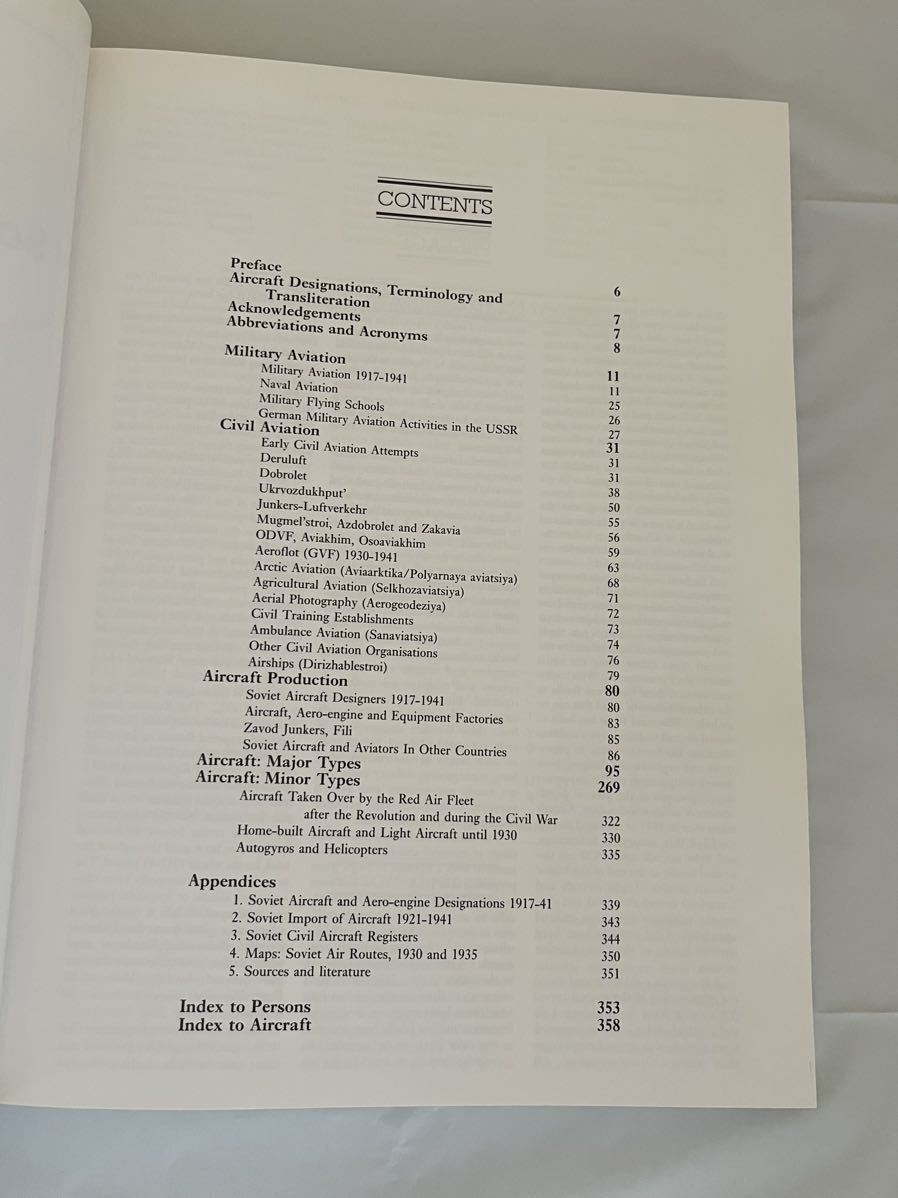 CONTENTS
Preface 6
Aircraft Designations, Terminology and
Transliteration 7
Acknowledgements 7
Abbreviations and Acronyms 8
Military Aviation 11
Military Aviation 1917-1941 11
Naval Aviation 25
Military Flying Schools 26
German Military Aviation Activities in the USSR 27
Civil Aviation 31
Early Civil Aviation Attempts 31
Deruluft 31
Dobrolet 38
Ukrvozdukhput' 50
Junkers-Luftverkehr 55
Mugmel'stroi, Azdobrolet and Zakavia 56
ODVF, Aviakhim, Osoaviakhim 59
Aeroflot (GVF) 1930-1941 63
Arctic Aviation (Aviaarktika/Polyarnaya aviatsiya) 68
Agricultural Aviation (Selkhozaviatsiya) 71
Aerial Photography (Aerogeodeziya) 72
Civil Training Establishments 73
Ambulance Aviation (Sanaviatsiya) 74
Other Civil Aviation Organisations 76
Airships (Dirizhablestroi) 79
Aircraft Production 80
Soviet Aircraft Designers 1917-1941 80
Aircraft, Aero-engine and Equipment Factories 83
Zavod Junkers, Fili 85
Soviet Aircraft and Aviators In Other Countries 86
Aircraft: Major Types 95
Aircraft: Minor Types 269
Aircraft Taken Over by the Red Air Fleet
after the Revolution and during the Civil War 322
Home-built Aircraft and Light Aircraft until 1930 330
Autogyros and Helicopters 335
Appendices
1. Soviet Aircraft and Aero-engine Designations 1917-41 339
2. Soviet Import of Aircraft 1921-1941 343
3. Soviet Civil Aircraft Registers 344
4. Maps: Soviet Air Routes, 1930 and 1935 350
5. Sources and literature 351
Index to Persons 353
Index to Aircraft 358